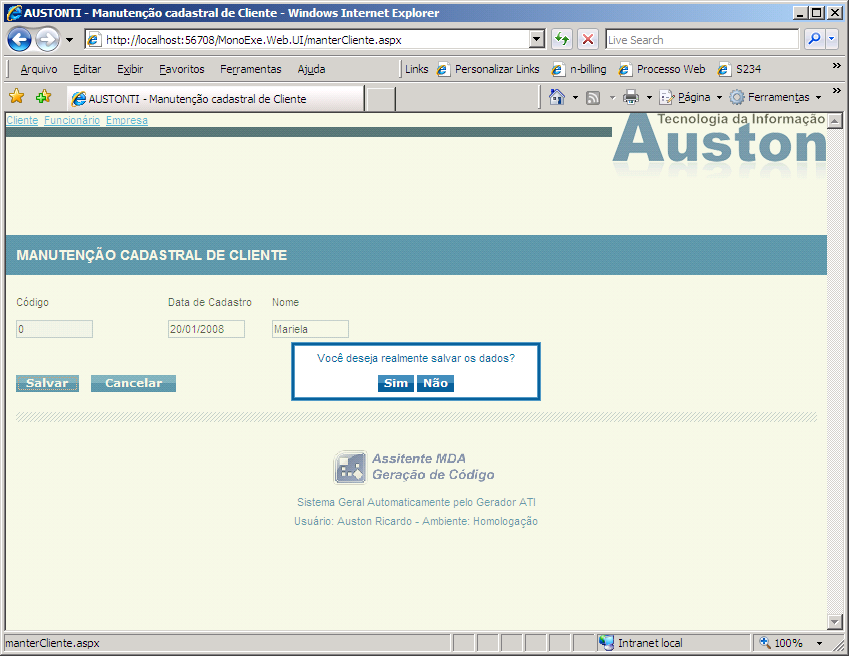 AUSTONTI - Manutenção cadastral de Cliente - Windows Internet Explorer
http://localhost:56708/MonoExe.Web.UI/manterCliente.aspx
Live Search
Arquivo Editar Exibir Favoritos Ferramentas Ajuda Links Personalizar Links n-billing Processo Web S234
AUSTONTI - Manutenção cadastral de Cliente Página Ferramentas
Cliente Funcionário Empresa
Tecnologia da Informação
Auston
MANUTENÇÃO CADASTRAL DE CLIENTE
Código Data de Cadastro Nome
0 20/01/2008 Mariela
Você deseja realmente salvar os dados?
Salvar Cancelar Sim Não
Assitente MDA
Geração de Código
Sistema Geral Automaticamente pelo Gerador ATI
Usuário: Auston Ricardo - Ambiente: Homologação
manterCliente.aspx Intranet local 100%